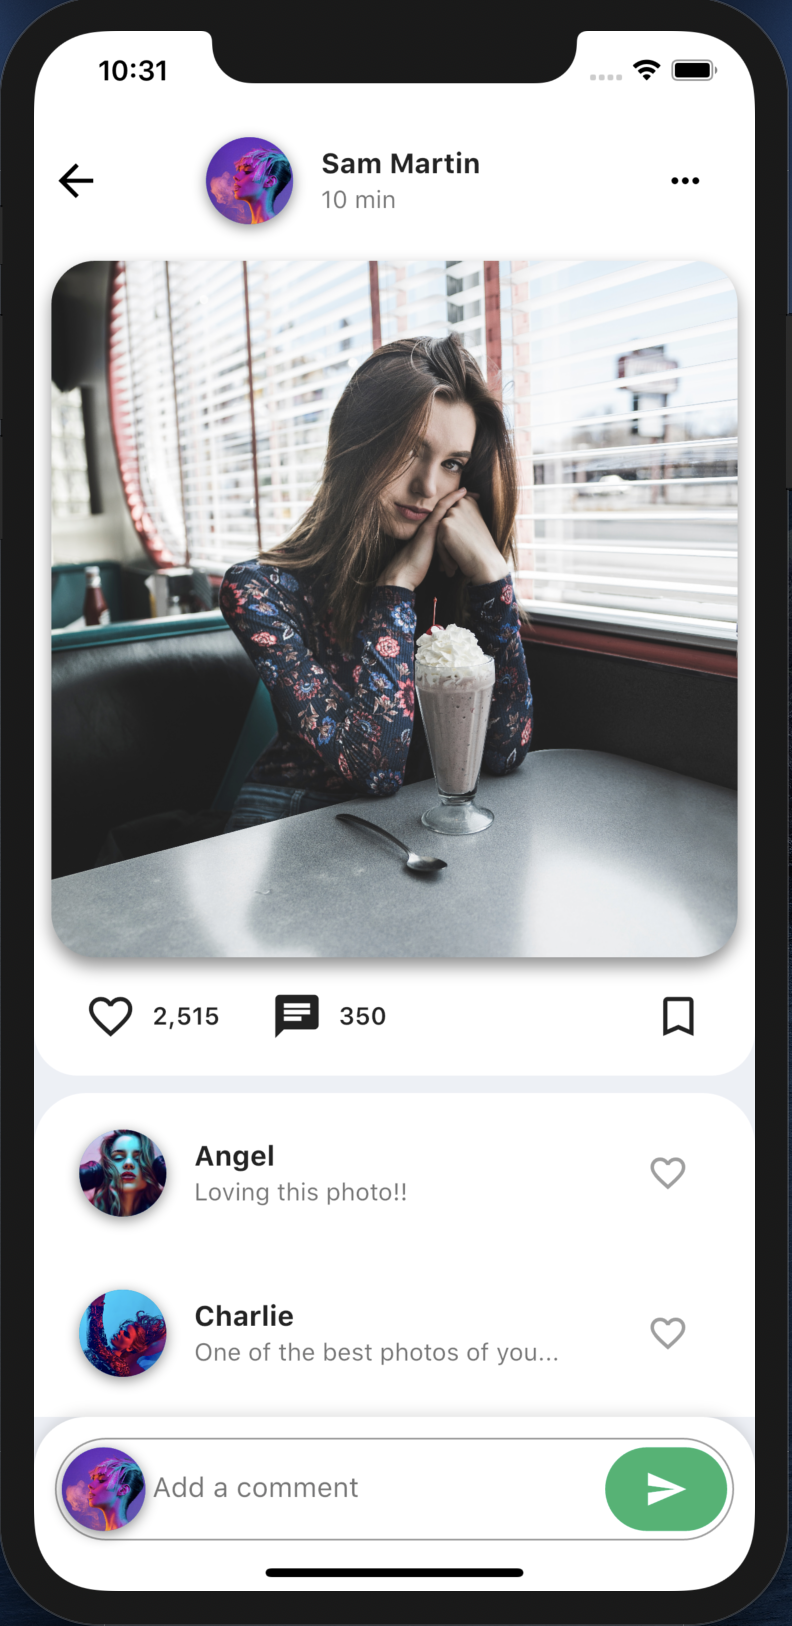 10:31
Sam Martin
10 min
2,515
350
Angel
Loving this photo!!
Charlie
One of the best photos of you...
Add a comment